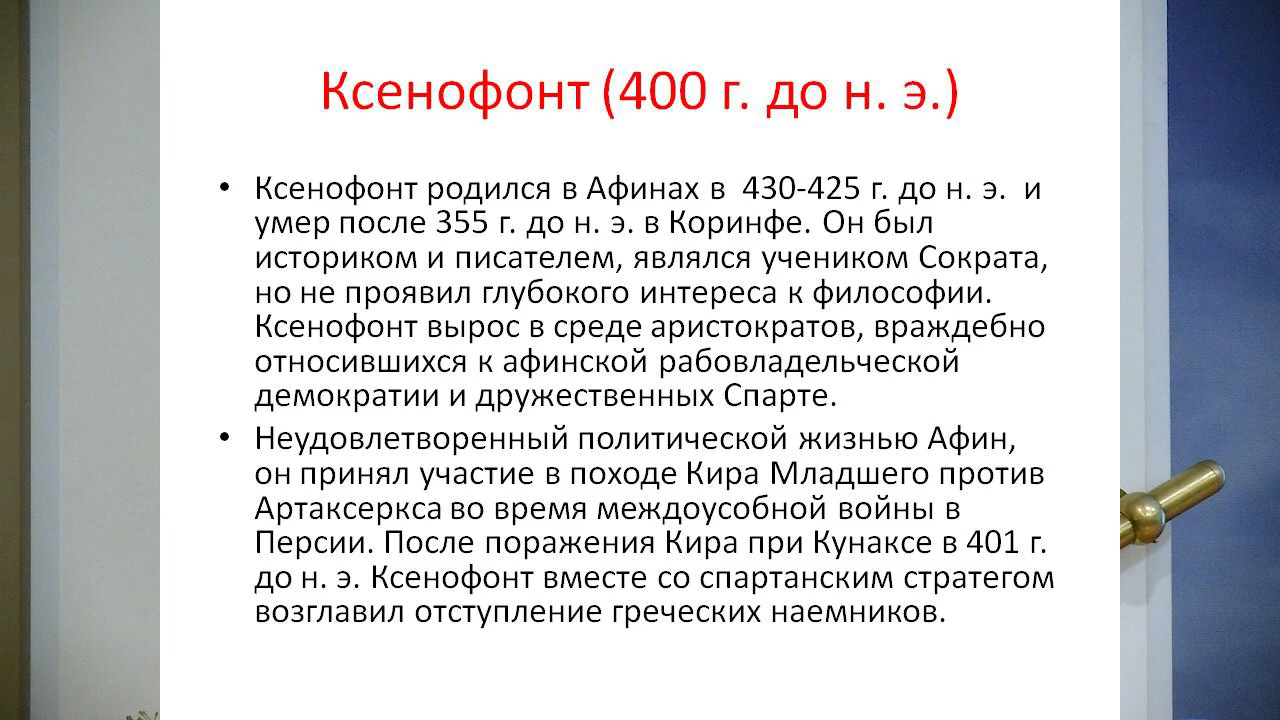 Ксенофонт (400 г. до н. э.)
• Ксенофонт родился в Афинах в  430-425 г. до н. э.  и
умер после 355 г. до н. э. в Коринфе. Он был
историком и писателем, являлся учеником Сократа,
но не проявил глубокого интереса к философии.
Ксенофонт вырос в среде аристократов, враждебно
относившихся к афинской рабовладельческой
демократии и дружественных Спарте.
• Неудовлетворенный политической жизнью Афин,
он принял участие в походе Кира Младшего против
Артаксеркса во время междоусобной войны в
Персии. После поражения Кира при Кунаксе в 401 г.
до н. э. Ксенофонт вместе со спартанским стратегом
возглавил отступление греческих наемников.